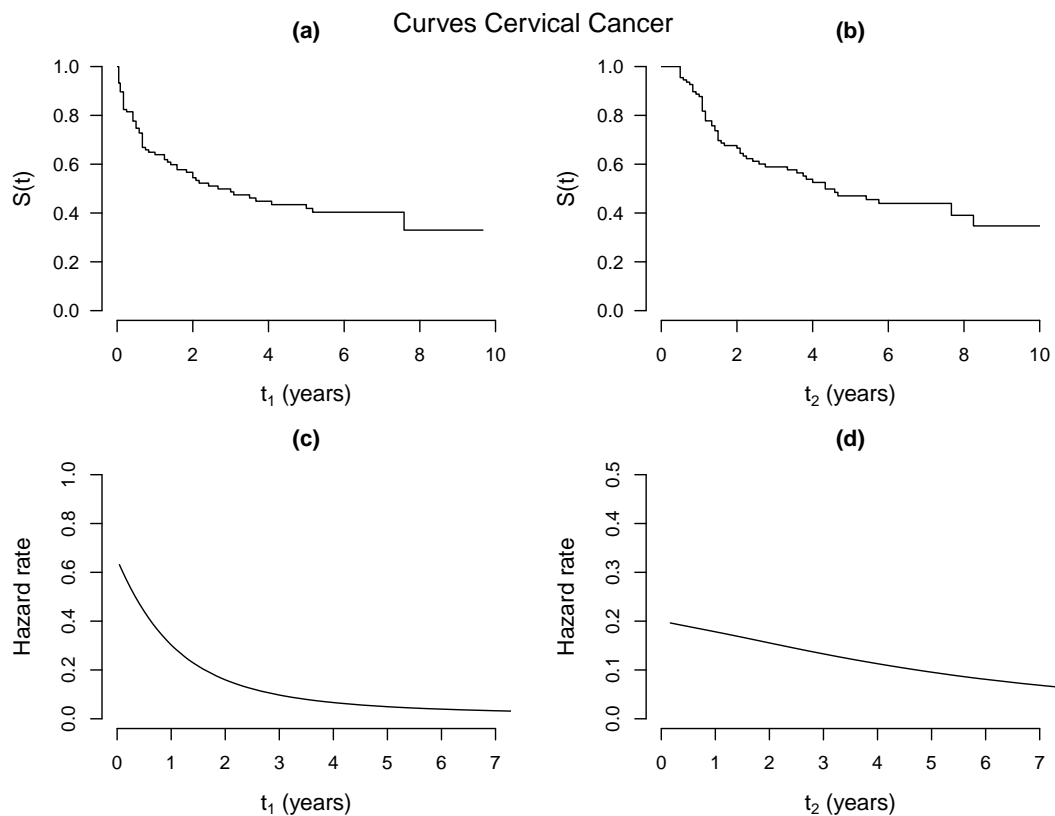 Curves Cervical Cancer
(a)
S(t)
1.0
0.8
0.6
0.4
0.2
0.0
0 2 4 6 8 10
t₁ (years)
(b)
S(t)
1.0
0.8
0.6
0.4
0.2
0.0
0 2 4 6 8 10
t₂ (years)
(c)
Hazard rate
1.0
0.8
0.6
0.4
0.2
0.0
0 1 2 3 4 5 6 7
t₁ (years)
(d)
Hazard rate
0.5
0.4
0.3
0.2
0.1
0.0
0 1 2 3 4 5 6 7
t₂ (years)